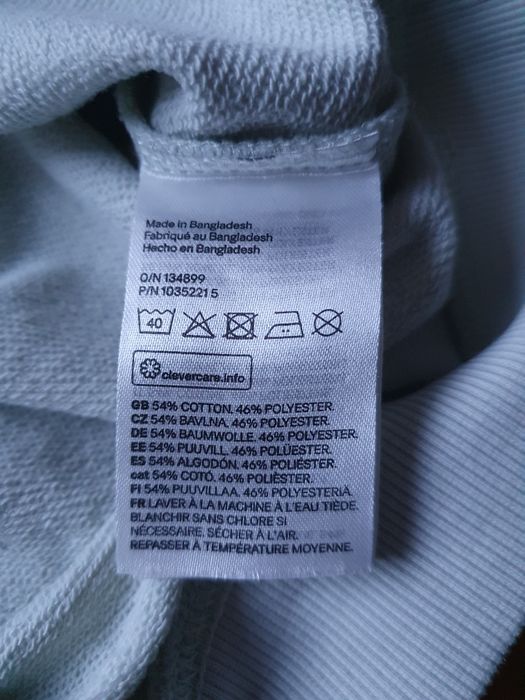 Made in Bangladesh
Fabriqué au Bangladesh
Hecho en Bangladesh
O/N 134899
P/N 1035221 5
40
clevercare.info
GB 54% COTTON. 46% POLYESTER.
CZ 54% BAVLNA. 46% POLYESTER.
DE 54% BAUMWOLLE. 46% POLYESTER.
EE 54% PUUVILL. 46% POLÜESTER.
ES 54% ALGODÓN. 46% POLIÉSTER.
cat 54% COTÓ. 46% POLIÈSTER.
FI 54% PUUVILLAA. 46% POLYESTERIÄ.
FR LAVER À LA MACHINE À L'EAU TIÈDE.
BLANCHIR SANS CHLORE SI
NÉCESSAIRE. SÉCHER À L'AIR.
REPASSER À TEMPÉRATURE MOYENNE.